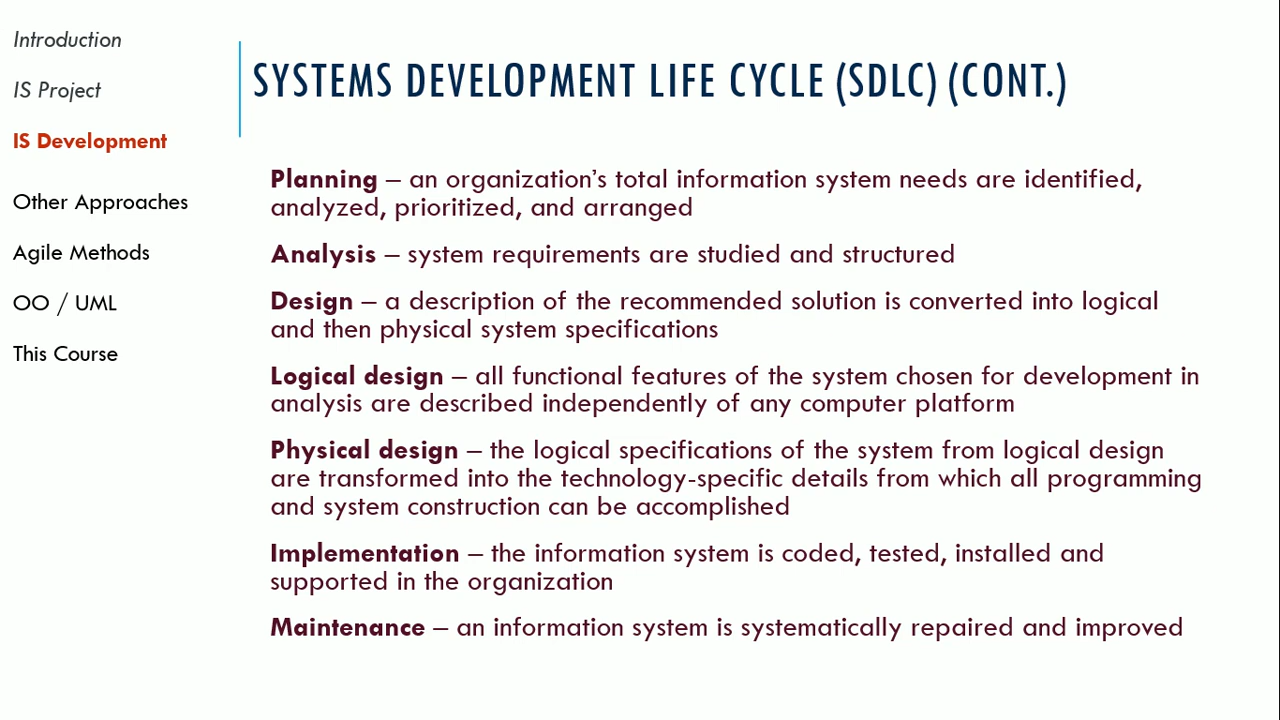 Introduction
IS Project
IS Development
Other Approaches
Agile Methods
OO / UML
This Course
SYSTEMS DEVELOPMENT LIFE CYCLE (SDLC) (CONT.)
Planning – an organization’s total information system needs are identified,
analyzed, prioritized, and arranged
Analysis – system requirements are studied and structured
Design – a description of the recommended solution is converted into logical
and then physical system specifications
Logical design – all functional features of the system chosen for development in
analysis are described independently of any computer platform
Physical design – the logical specifications of the system from logical design
are transformed into the technology-specific details from which all programming
and system construction can be accomplished
Implementation – the information system is coded, tested, installed and
supported in the organization
Maintenance – an information system is systematically repaired and improved